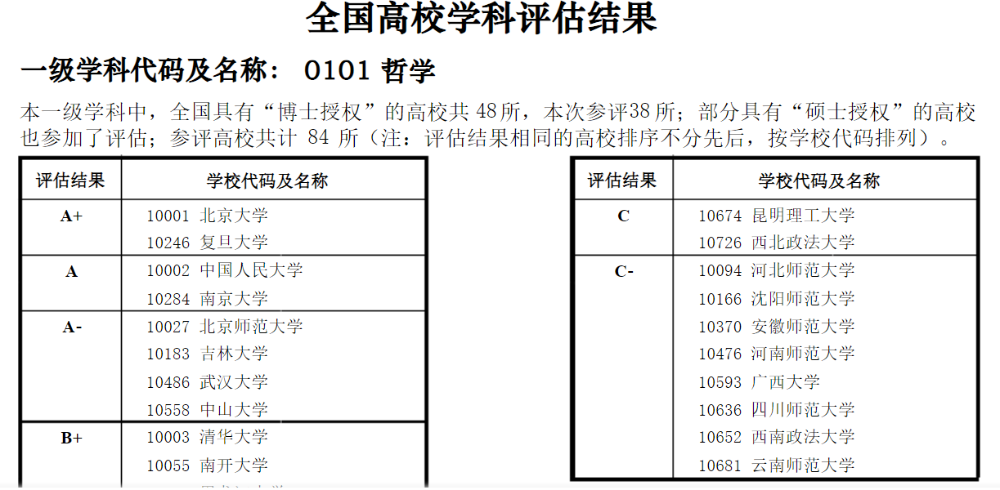 全国高校学科评估结果
一级学科代码及名称： 0101 哲学
本一级学科中，全国具有“博士授权”的高校共 48所，本次参评38 所；部分具有“硕士授权”的高校
也参加了评估；参评高校共计 84 所（注：评估结果相同的高校排序不分先后，按学校代码排列）。
评估结果 学校代码及名称
A+ 10001 北京大学
10246 复旦大学
A 10002 中国人民大学
10284 南京大学
A- 10027 北京师范大学
10183 吉林大学
10486 武汉大学
10558 中山大学
B+ 10003 清华大学
10055 南开大学
评估结果 学校代码及名称
C 10674 昆明理工大学
10726 西北政法大学
C- 10094 河北师范大学
10166 沈阳师范大学
10370 安徽师范大学
10476 河南师范大学
10593 广西大学
10636 四川师范大学
10652 西南政法大学
10681 云南师范大学